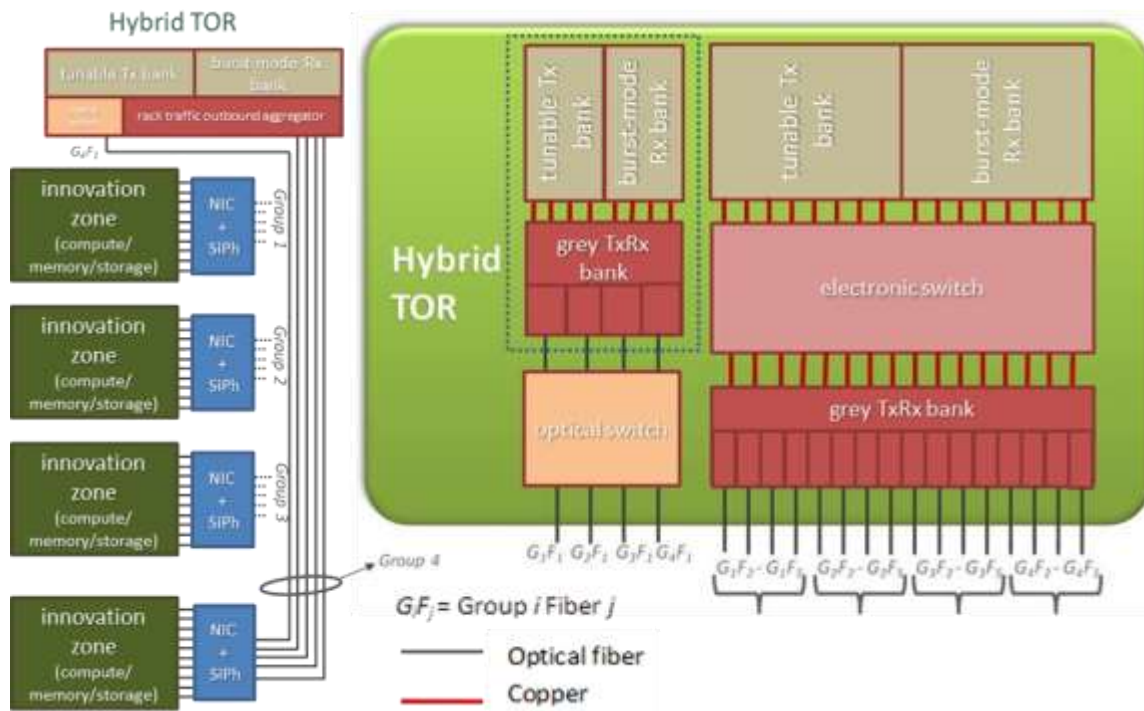 Hybrid TOR
tunable Tx bank
burst-mode Rx
bank
rack traffic outbound aggregator
G4F1
innovation
zone
(compute/
memory/storage)
NIC
+
SiPh
Group 1
innovation
zone
(compute/
memory/storage)
NIC
+
SiPh
Group 2
innovation
zone
(compute/
memory/storage)
NIC
+
SiPh
Group 3
innovation
zone
(compute/
memory/storage)
NIC
+
SiPh
Group 4
Hybrid
TOR
tunable Tx
bank
burst-mode
Rx bank
grey TxRx
bank
optical switch
G1F1 G2F1 G3F1 G4F1
tunable Tx
bank
burst-mode
Rx bank
electronic switch
grey TxRx bank
G1F2 - G1F5 G2F2 - G2F5 G3F2 - G3F5 G4F2 - G4F5
GiFj = Group i Fiber j
Optical fiber
Copper